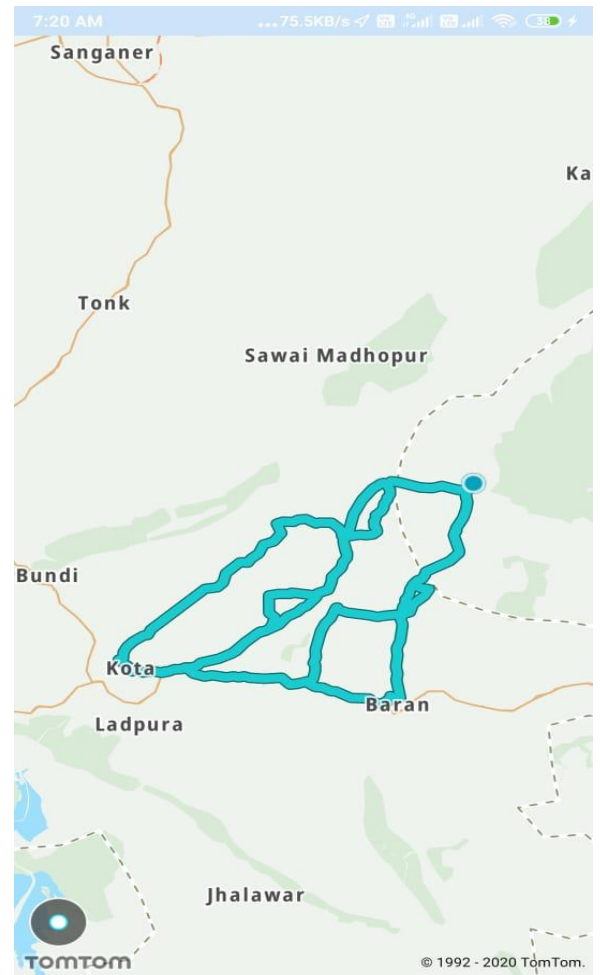 7:20 AM ...75.5KB/s 38
Sanganer
Ka
Tonk
Sawai Madhopur
Bundi
Kota
Baran
Ladpura
Jhalawar
TOMTOM
© 1992 - 2020 TomTom.